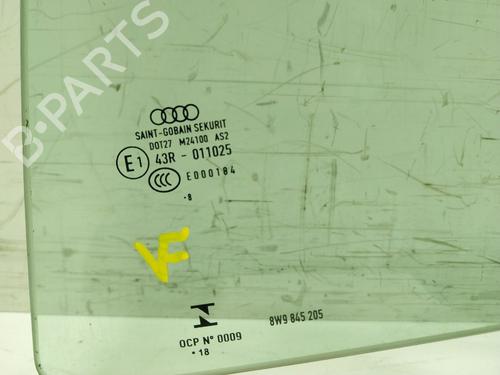 B-PARTS
SAINT-GOBAIN SEKURIT
DOT27 M24100 AS2
E1 43R - 011025
CCC E000184
.8
VF
N
OCP N° 0009
8W9 845 205
.18